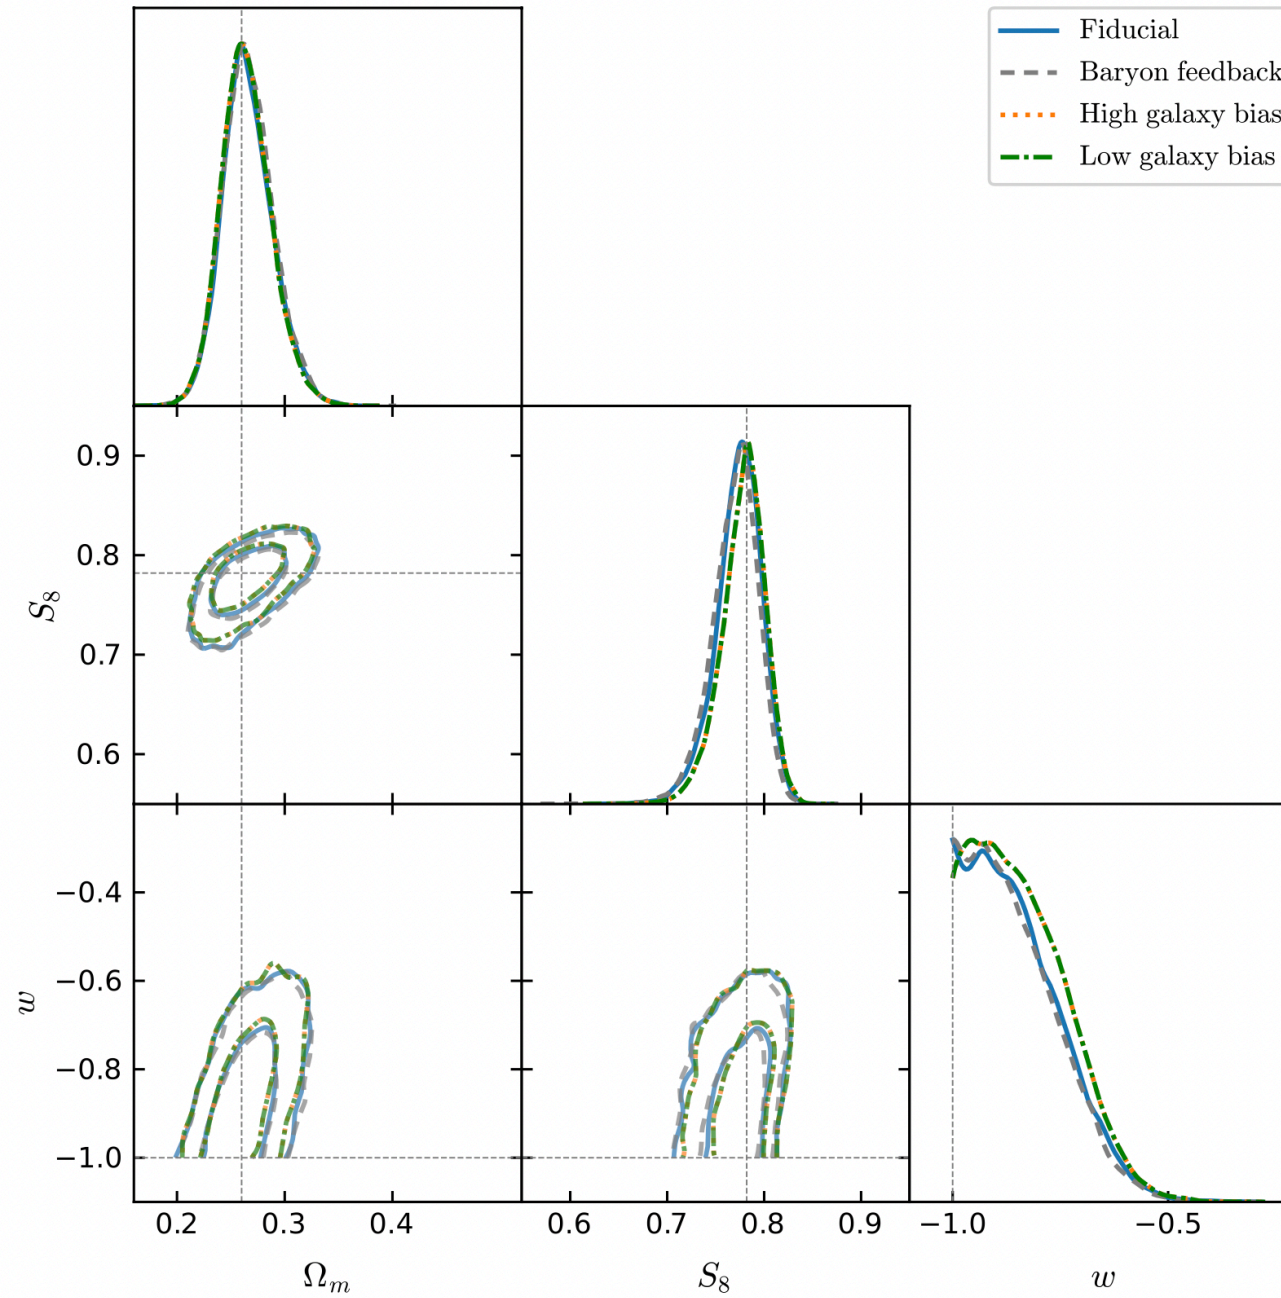 Fiducial
Baryon feedback
High galaxy bias
Low galaxy bias
0.9
0.8
0.7
0.6
S₈
−0.4
−0.6
−0.8
−1.0
w
0.2 0.3 0.4 0.6 0.7 0.8 0.9 −1.0 −0.5
Ωₘ S₈ w